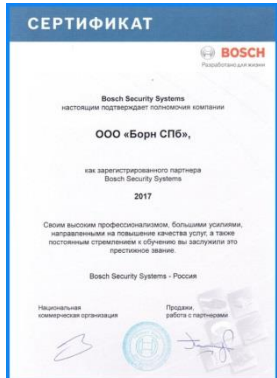 СЕРТИФИКАТ
BOSCH
Разработано для жизни
Bosch Security Systems
настоящим подтверждает полномочия компании
ООО «Борн СПб»,
как зарегистрированного партнера
Bosch Security Systems
2017
Своим высоким профессионализмом, большими усилиями,
направленными на повышение качества услуг, а также
постоянным стремлением к обучению вы заслужили это
престижное звание.
Bosch Security Systems - Россия
Национальная
коммерческая организация
Продажи,
работа с партнерами